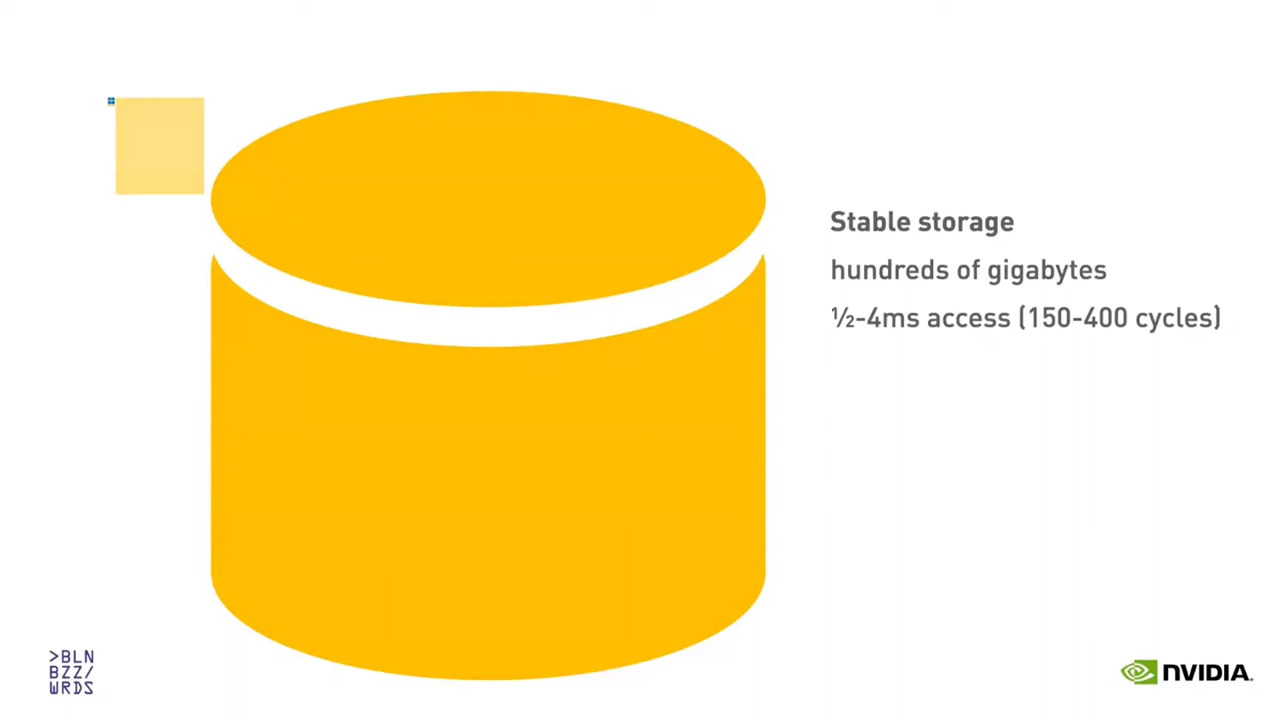 Stable storage
hundreds of gigabytes
½-4ms access (150-400 cycles)
>BLN
BZZ/
WRDS
NVIDIA.